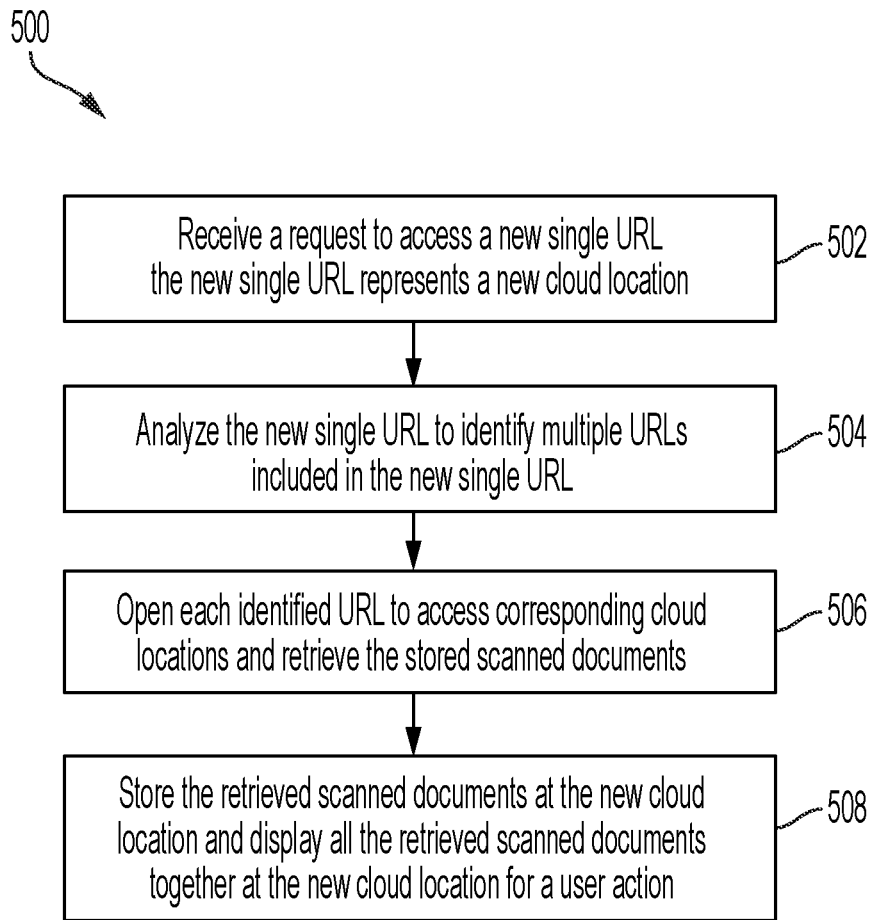 500
Receive a request to access a new single URL
the new single URL represents a new cloud location
502
Analyze the new single URL to identify multiple URLs
included in the new single URL
504
Open each identified URL to access corresponding cloud
locations and retrieve the stored scanned documents
506
Store the retrieved scanned documents at the new cloud
location and display all the retrieved scanned documents
together at the new cloud location for a user action
508